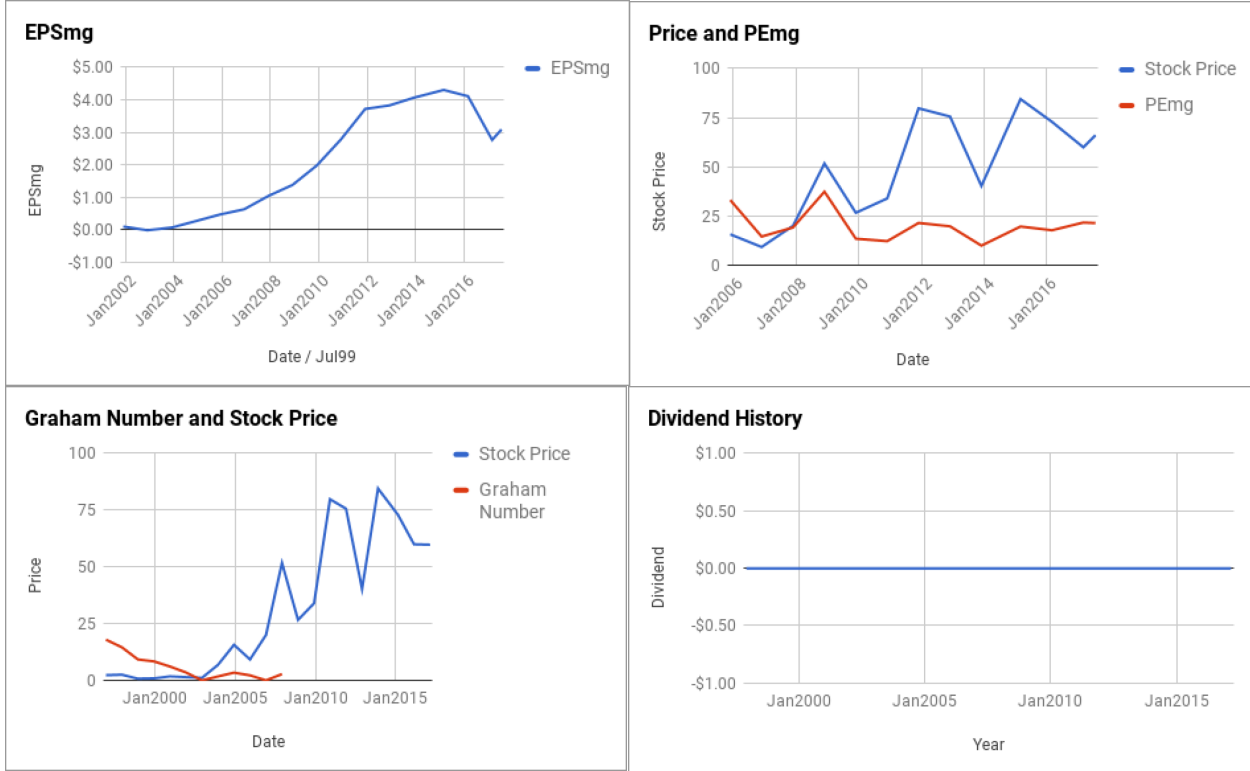 EPSmg
$5.00
$4.00
$3.00
$2.00
$1.00
$0.00
-$1.00
EPSmg
Jan2002
Jan2004
Jan2006
Jan2008
Jan2010
Jan2012
Jan2014
Jan2016
Date / Jul99
EPSmg
Price and PEmg
100
75
50
25
0
Stock Price
Jan2006
Jan2008
Jan2010
Jan2012
Jan2014
Jan2016
Date
Stock Price
PEmg
Graham Number and Stock Price
100
75
50
25
0
Price
Jan2000
Jan2005
Jan2010
Jan2015
Date
Stock Price
Graham
Number
Dividend History
$1.00
$0.50
$0.00
-$0.50
-$1.00
Dividend
Jan2000
Jan2005
Jan2010
Jan2015
Year